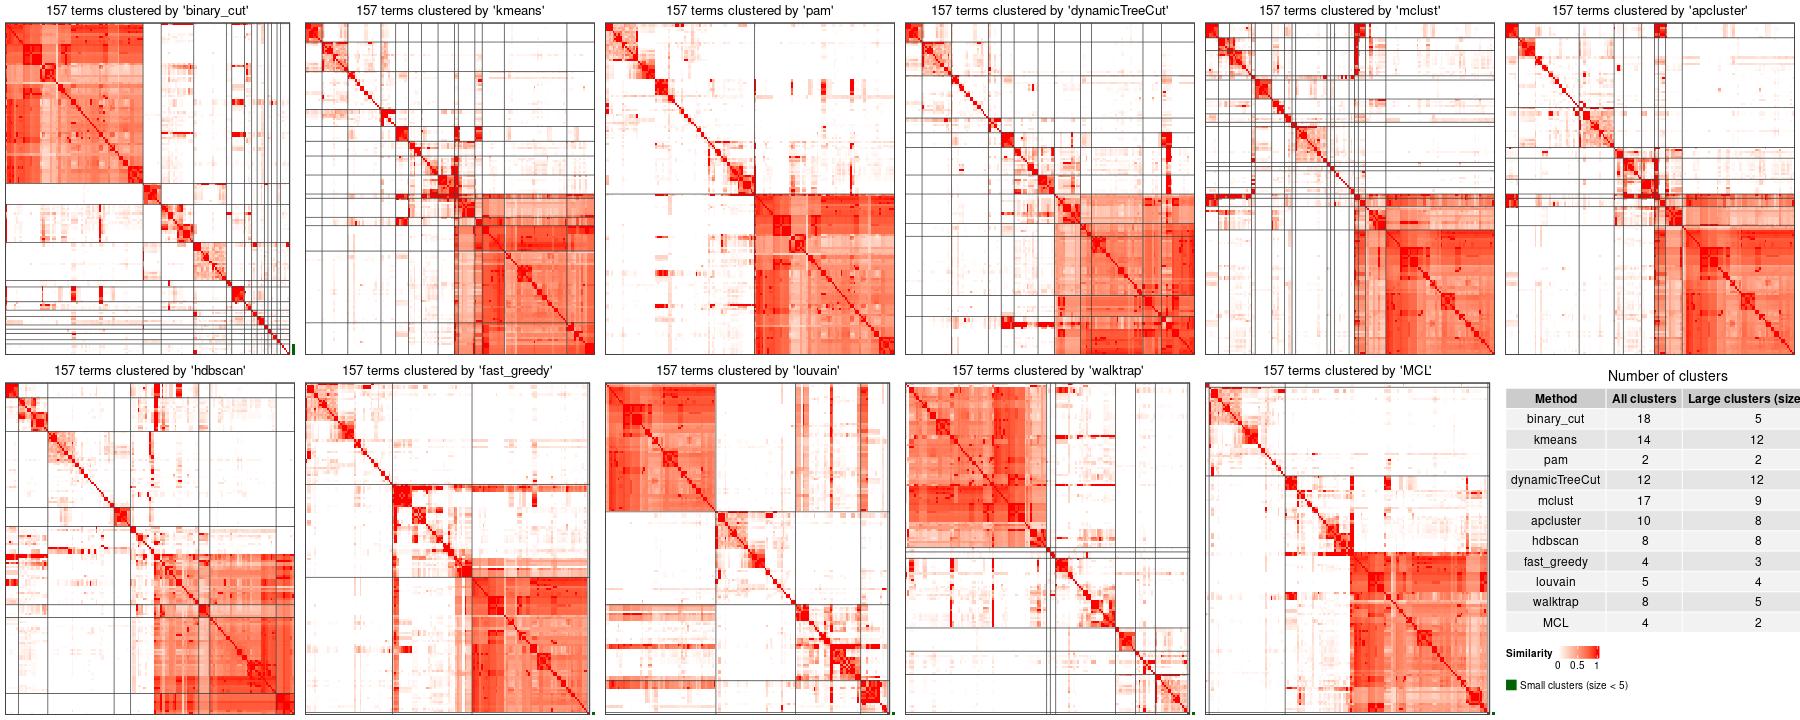 157 terms clustered by 'binary_cut'
157 terms clustered by 'kmeans'
157 terms clustered by 'pam'
157 terms clustered by 'dynamicTreeCut'
157 terms clustered by 'mclust'
157 terms clustered by 'apcluster'
157 terms clustered by 'hdbscan'
157 terms clustered by 'fast_greedy'
157 terms clustered by 'louvain'
157 terms clustered by 'walktrap'
157 terms clustered by 'MCL'
Number of clusters
Method All clusters Large clusters (size
binary_cut 18 5
kmeans 14 12
pam 2 2
dynamicTreeCut 12 12
mclust 17 9
apcluster 10 8
hdbscan 8 8
fast_greedy 4 3
louvain 5 4
walktrap 8 5
MCL 4 2
Similarity
0 0.5 1
Small clusters (size < 5)